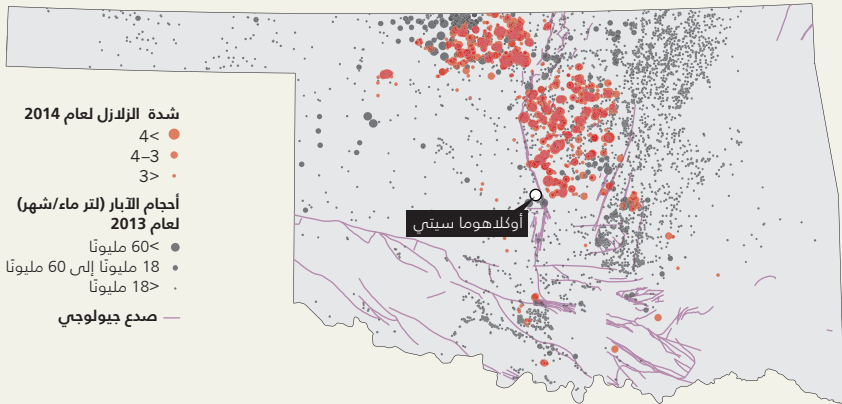 شدة الزلازل لعام 2014
4<
4–3
3>
أحجام الآبار (لتر ماء/شهر)
لعام 2013
>60 مليونًا
18 مليونًا إلى 60 مليونًا
<18 مليونًا
صدع جيولوجي
أوكلاهوما سيتي